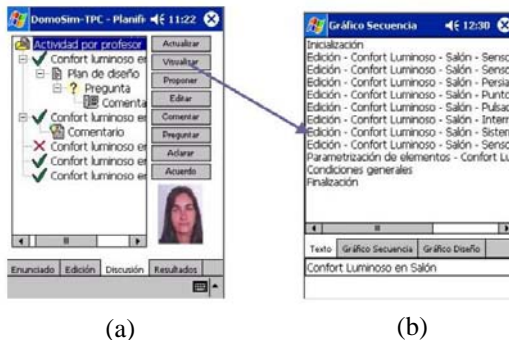 DomoSim-TPC - Planifi 11:22
Actividad por profesor
Confort luminoso er
Plan de diseño
Pregunta
Comenta
Confort luminoso er
Comentario
Confort luminoso er
Confort luminoso er
Confort luminoso er
Actualizar
Visualizar
Proponer
Editar
Comentar
Preguntar
Aclarar
Acuerdo
Enunciado Edición Discusión Resultados
(a)
Gráfico Secuencia 12:30
Inicialización
Edición - Confort Luminoso - Salón - Senso
Edición - Confort Luminoso - Salón - Senso
Edición - Confort Luminoso - Salón - Persia
Edición - Confort Luminoso - Salón - Punto
Edición - Confort Luminoso - Salón - Pulsad
Edición - Confort Luminoso - Salón - Interr
Edición - Confort Luminoso - Salón - Sistem
Edición - Confort Luminoso - Salón - Senso
Parametrización de elementos - Confort Lu
Condiciones generales
Finalización
Texto Gráfico Secuencia Gráfico Diseño
Confort Luminoso en Salón
(b)